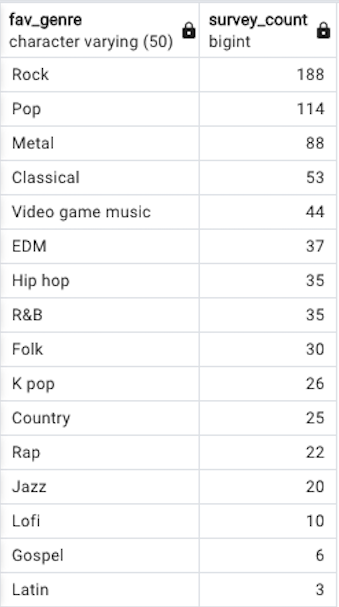 fav_genre survey_count
character varying (50) bigint
Rock 188
Pop 114
Metal 88
Classical 53
Video game music 44
EDM 37
Hip hop 35
R&B 35
Folk 30
K pop 26
Country 25
Rap 22
Jazz 20
Lofi 10
Gospel 6
Latin 3